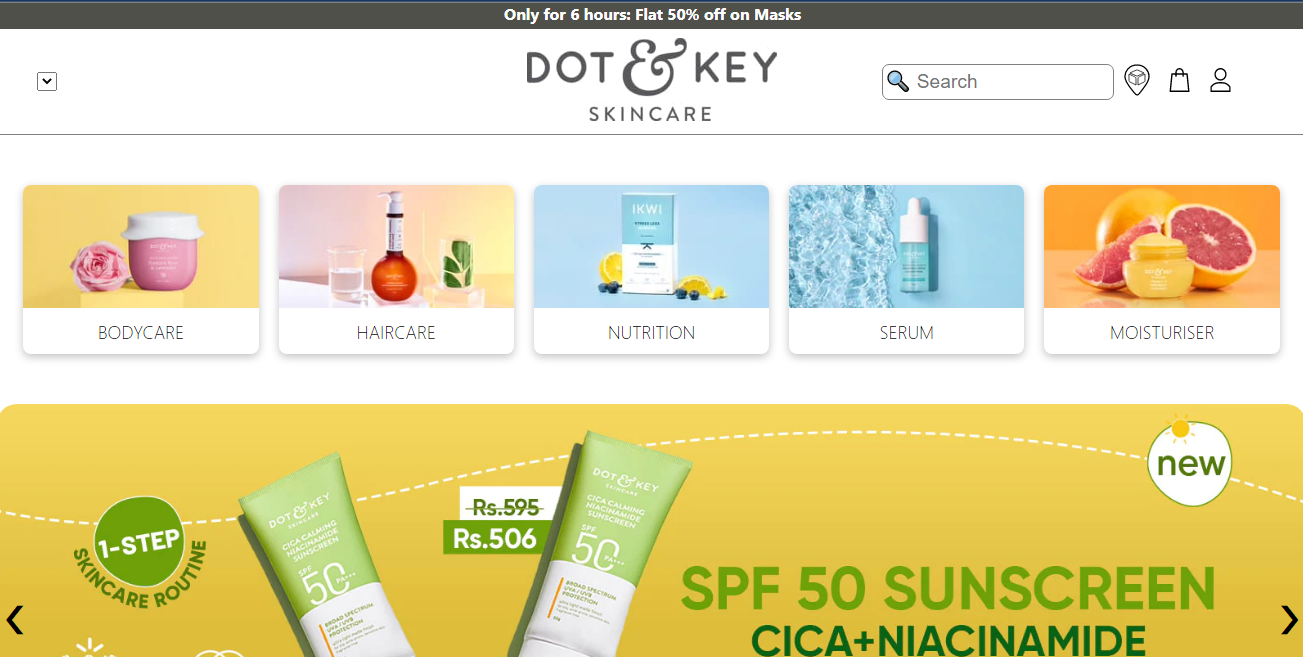 Only for 6 hours: Flat 50% off on Masks
DOT & KEY
SKINCARE
Search
IKWI
BODYCARE
HAIRCARE
NUTRITION
SERUM
MOISTURISER
new
1-STEP
SKINCARE ROUTINE
DOT & KEY
SKINCARE
CICA CALMING
NIACINAMIDE
SUNSCREEN
SPF
50
PA+++
BROAD SPECTRUM
UVA / UVB
PROTECTION
Rs.595
Rs.506
DOT & KEY
SKINCARE
CICA CALMING
NIACINAMIDE
SUNSCREEN
SPF
50
PA+++
BROAD SPECTRUM
UVA / UVB
PROTECTION
SPF 50 SUNSCREEN
CICA+NIACINAMIDE